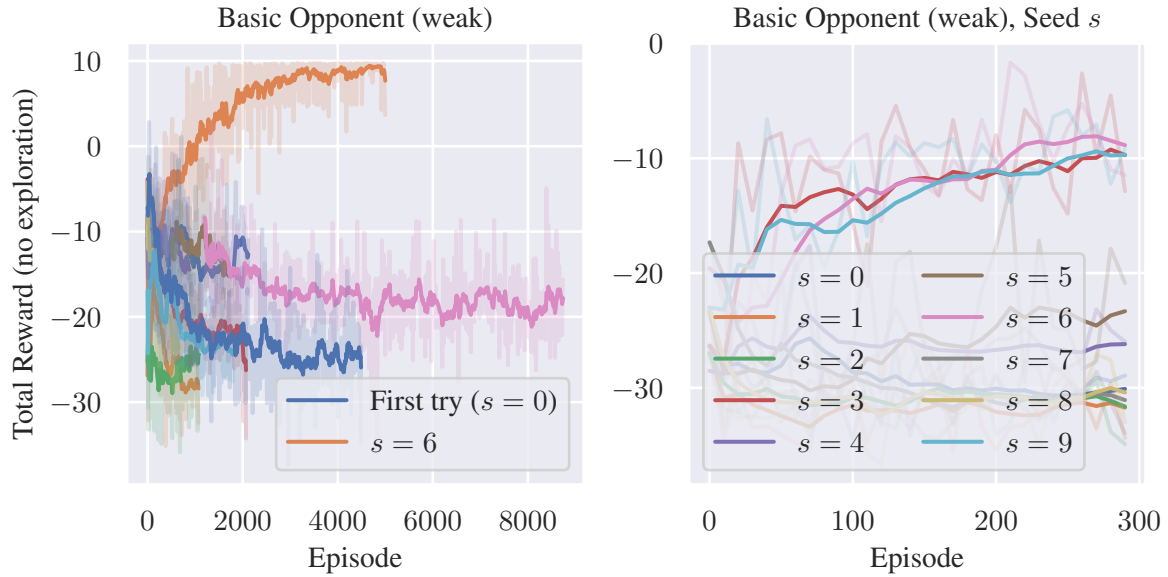 Basic Opponent (weak)
Total Reward (no exploration)
10
0
−10
−20
−30
First try (s = 0)
s = 6
0
2000
4000
6000
8000
Episode
Basic Opponent (weak), Seed s
0
−10
−20
−30
s = 0
s = 1
s = 2
s = 3
s = 4
s = 5
s = 6
s = 7
s = 8
s = 9
0
100
200
300
Episode